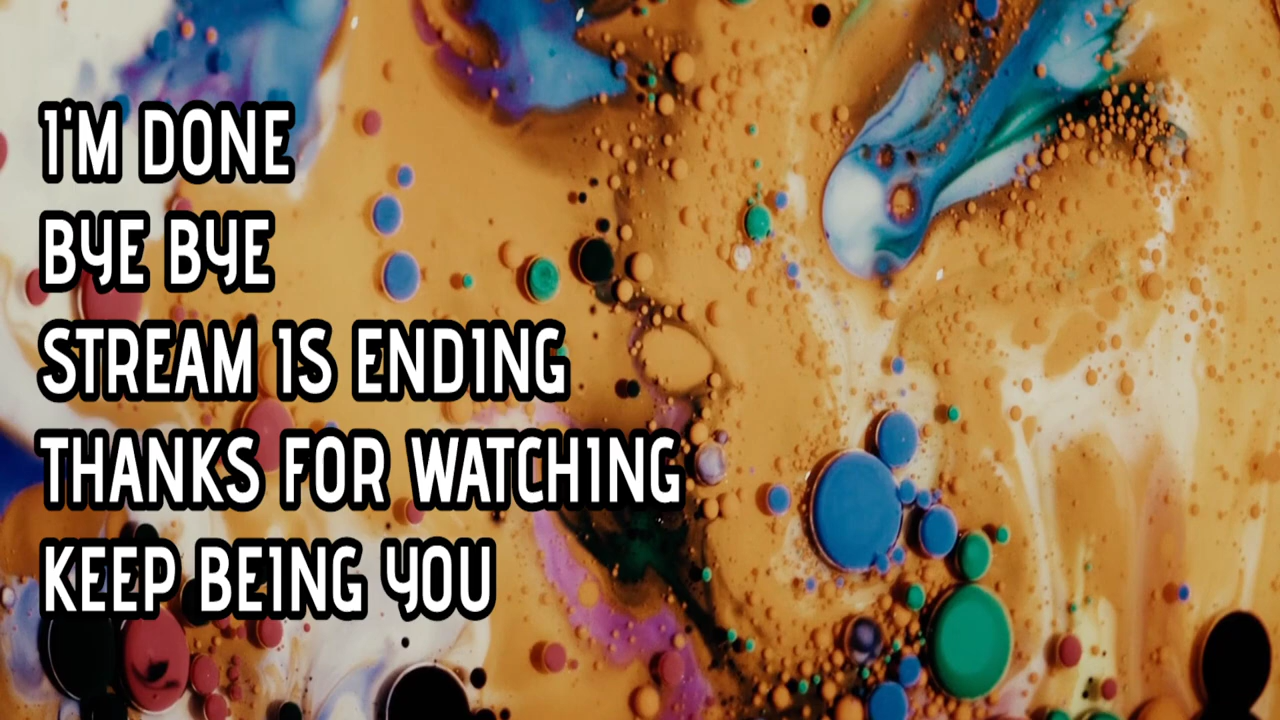 I'M DONE
BYE BYE
STREAM IS ENDING
THANKS FOR WATCHING
KEEP BEING YOU